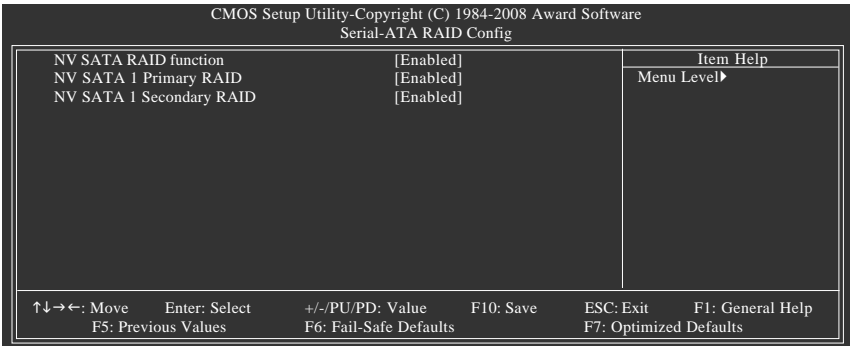 CMOS Setup Utility-Copyright (C) 1984-2008 Award Software
Serial-ATA RAID Config
NV SATA RAID function [Enabled]
NV SATA 1 Primary RAID [Enabled]
NV SATA 1 Secondary RAID [Enabled]
Item Help
Menu Level▸
↑↓→←: Move Enter: Select +/-/PU/PD: Value F10: Save ESC: Exit F1: General Help
F5: Previous Values F6: Fail-Safe Defaults F7: Optimized Defaults